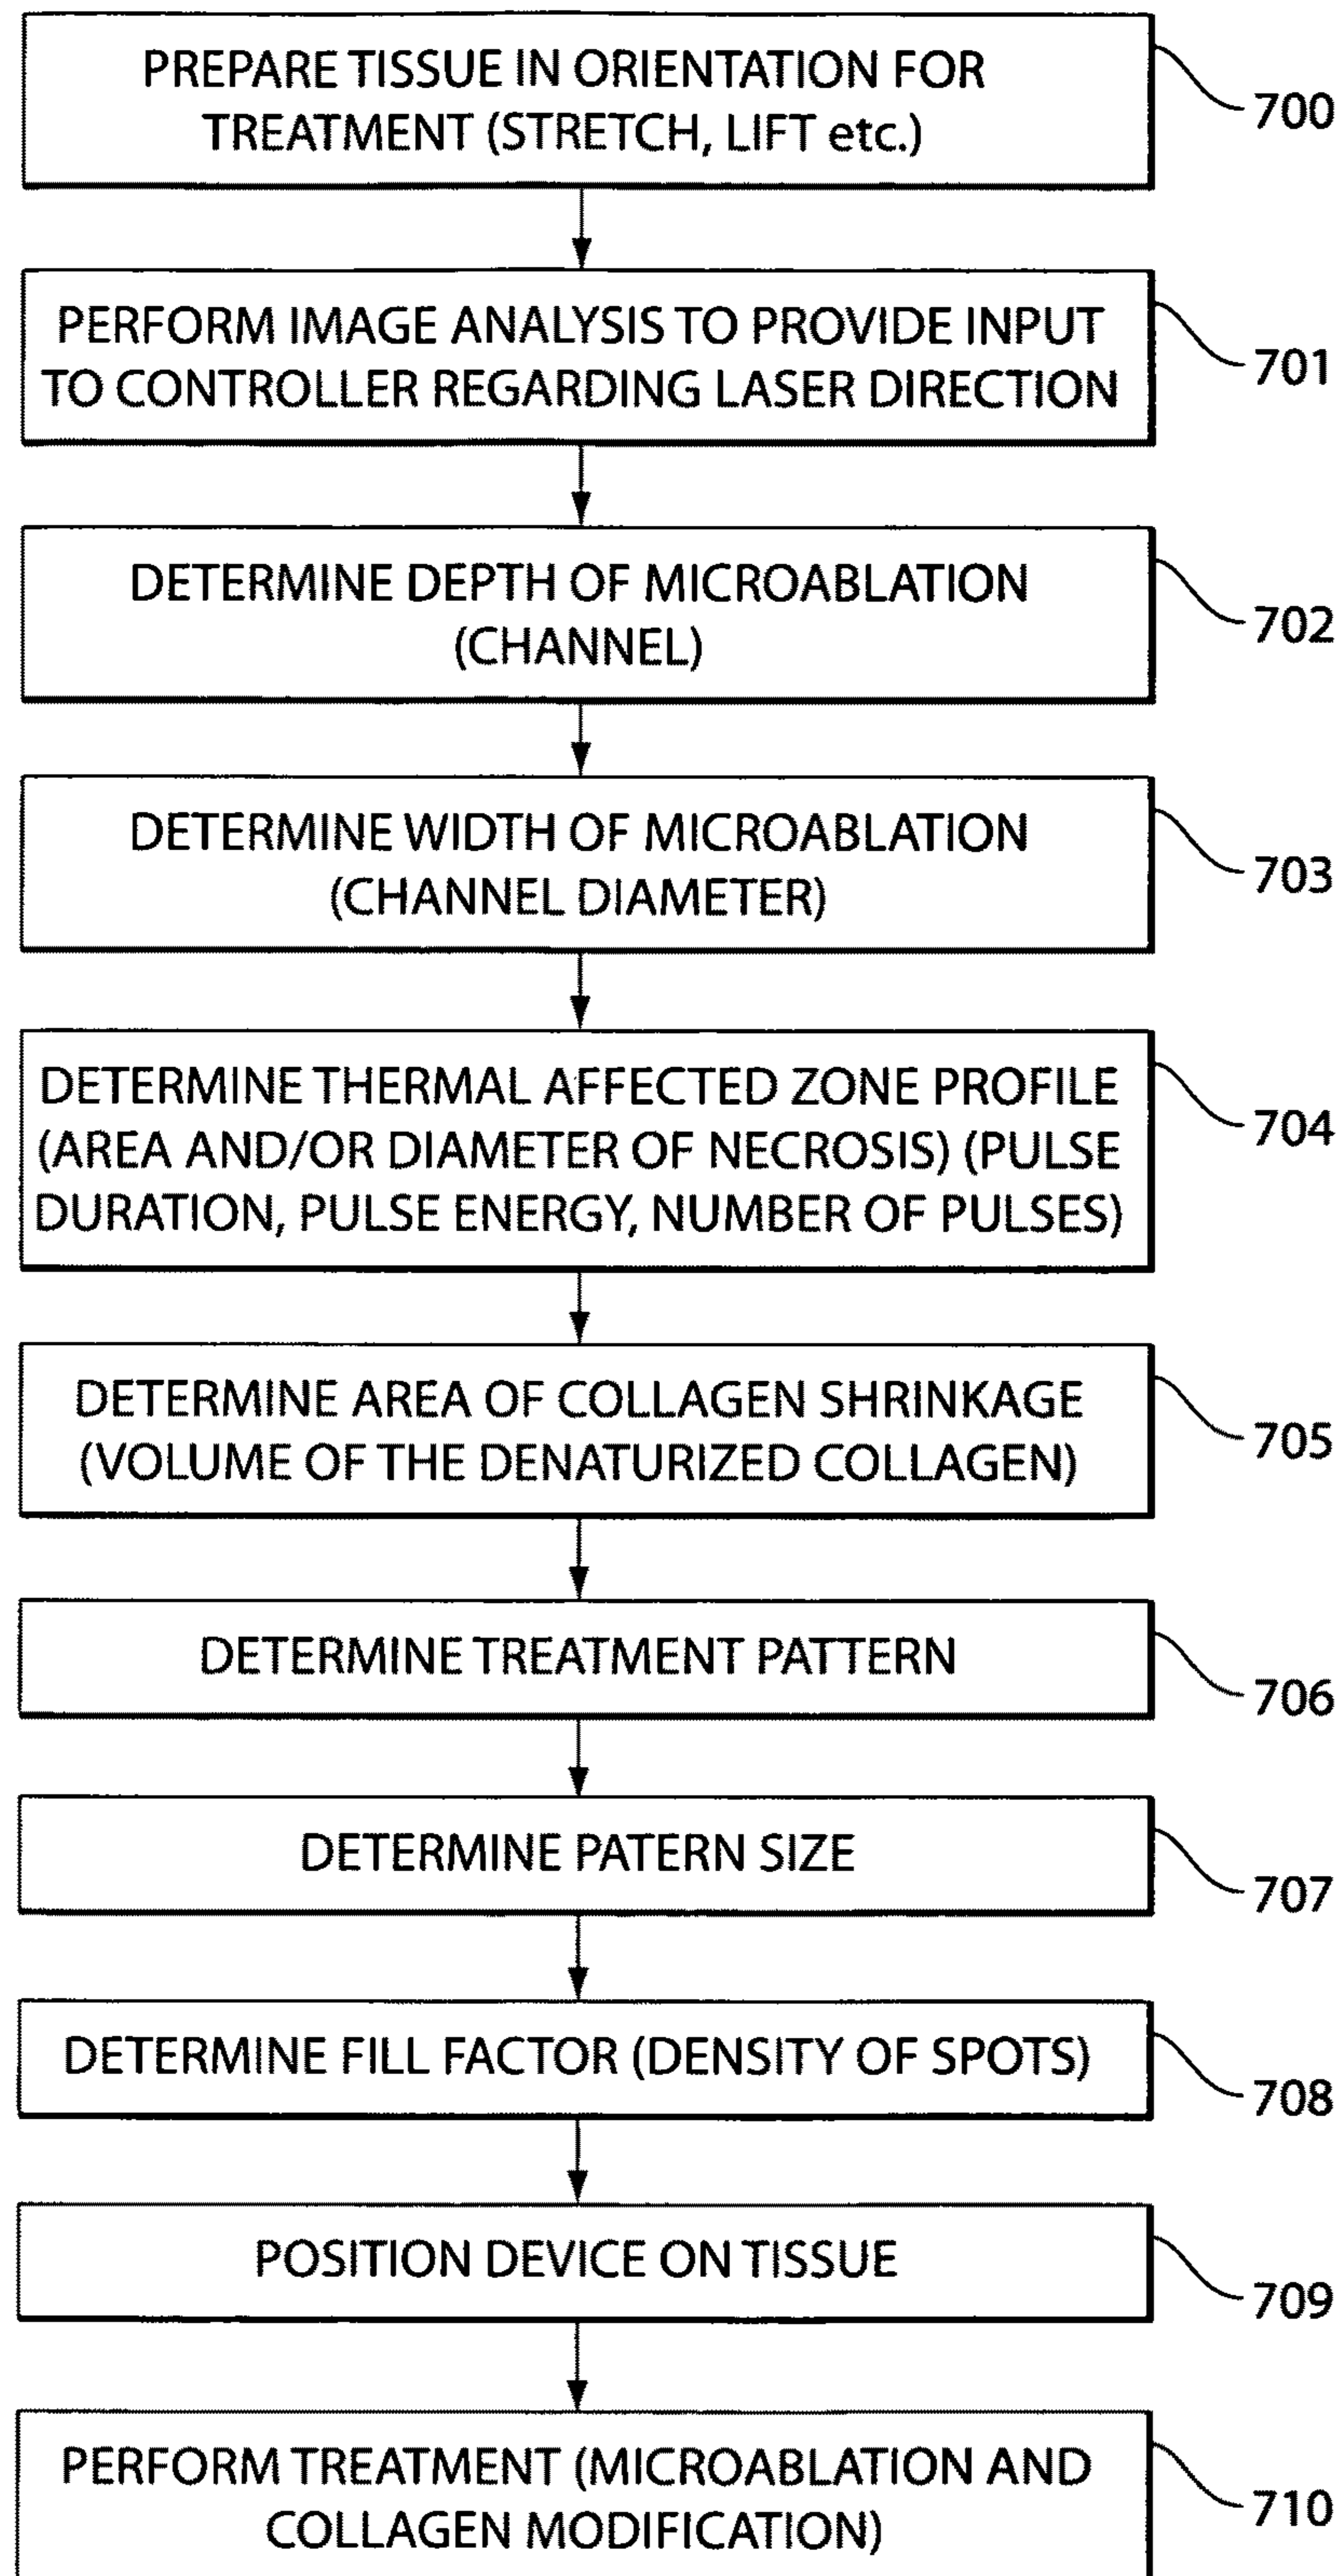 PREPARE TISSUE IN ORIENTATION FOR
TREATMENT (STRETCH, LIFT etc.)
700
PERFORM IMAGE ANALYSIS TO PROVIDE INPUT
TO CONTROLLER REGARDING LASER DIRECTION
701
DETERMINE DEPTH OF MICROABLATION
(CHANNEL)
702
DETERMINE WIDTH OF MICROABLATION
(CHANNEL DIAMETER)
703
DETERMINE THERMAL AFFECTED ZONE PROFILE
(AREA AND/OR DIAMETER OF NECROSIS) (PULSE
DURATION, PULSE ENERGY, NUMBER OF PULSES)
704
DETERMINE AREA OF COLLAGEN SHRINKAGE
(VOLUME OF THE DENATURIZED COLLAGEN)
705
DETERMINE TREATMENT PATTERN
706
DETERMINE PATERN SIZE
707
DETERMINE FILL FACTOR (DENSITY OF SPOTS)
708
POSITION DEVICE ON TISSUE
709
PERFORM TREATMENT (MICROABLATION AND
COLLAGEN MODIFICATION)
710